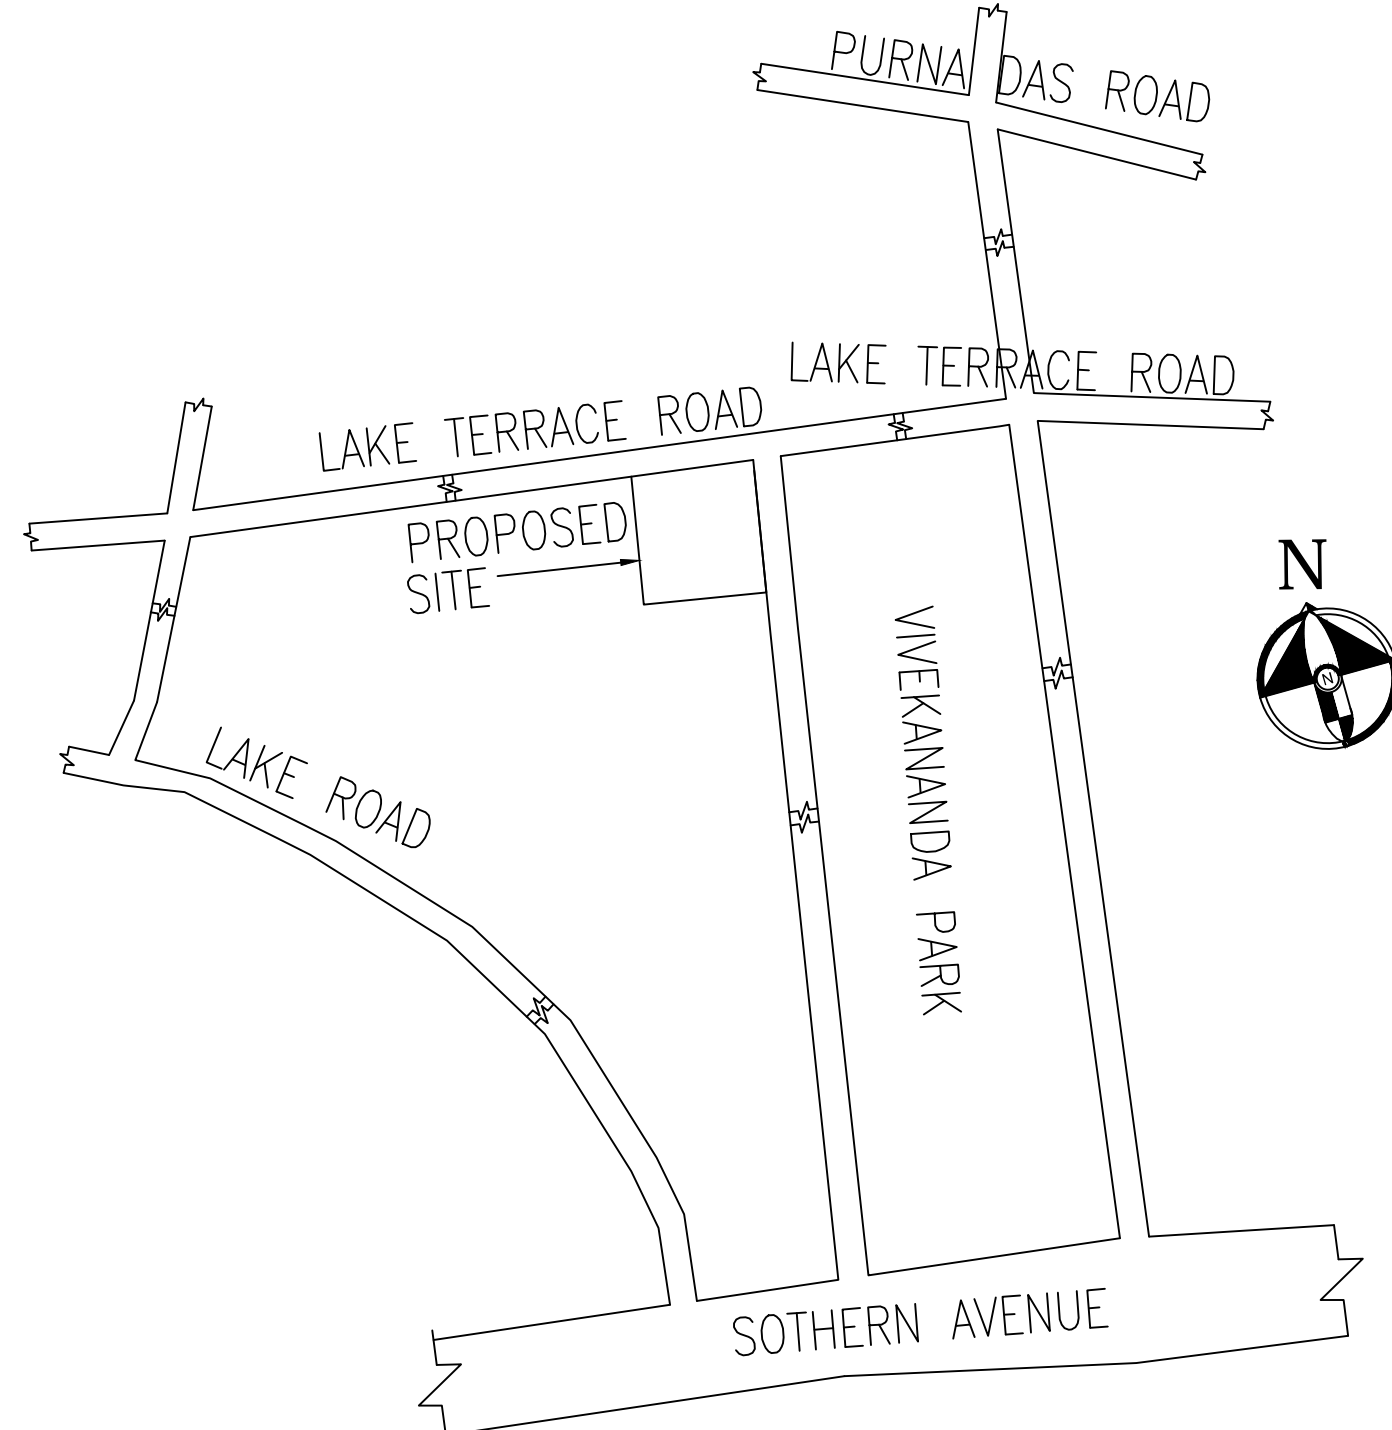 PURNA DAS ROAD
LAKE TERRACE ROAD
LAKE TERRACE ROAD
PROPOSED
SITE
N
N
VIVEKANANDA PARK
LAKE ROAD
SOTHERN AVENUE